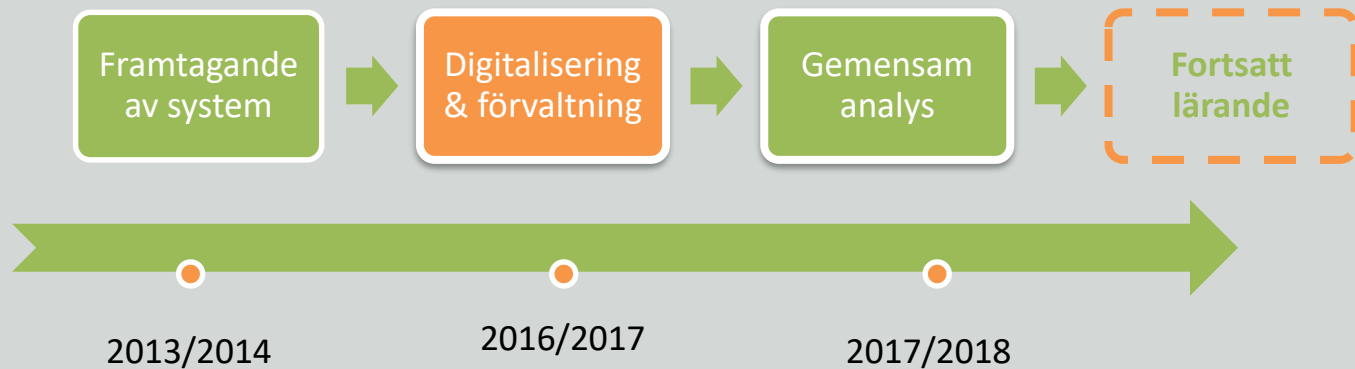 Framtagande
av system
Digitalisering
& förvaltning
Gemensam
analys
Fortsatt
lärande
2013/2014
2016/2017
2017/2018